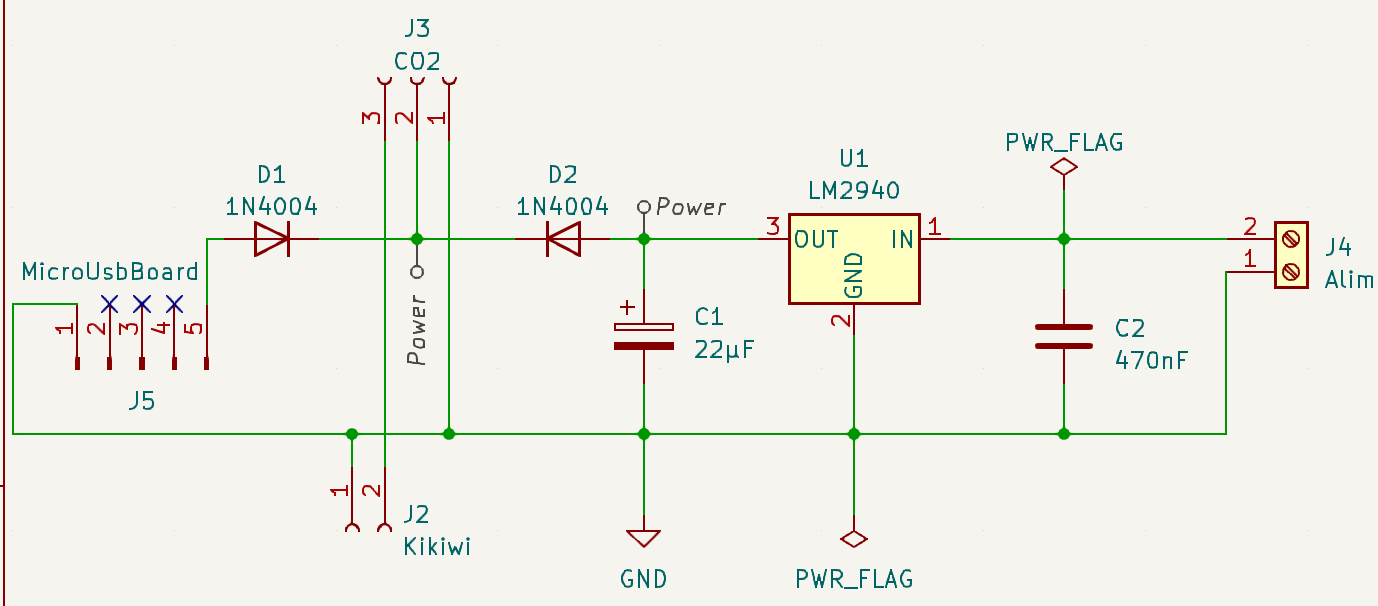 J3
CO2
3
2
1
PWR_FLAG
D1
1N4004
D2
1N4004
Power
U1
LM2940
3
OUT
IN
1
GND
2
2
1
J4
Alim
MicroUsbBoard
1
2
3
4
5
J5
Power
+
C1
22µF
C2
470nF
1
2
J2
Kikiwi
GND
PWR_FLAG